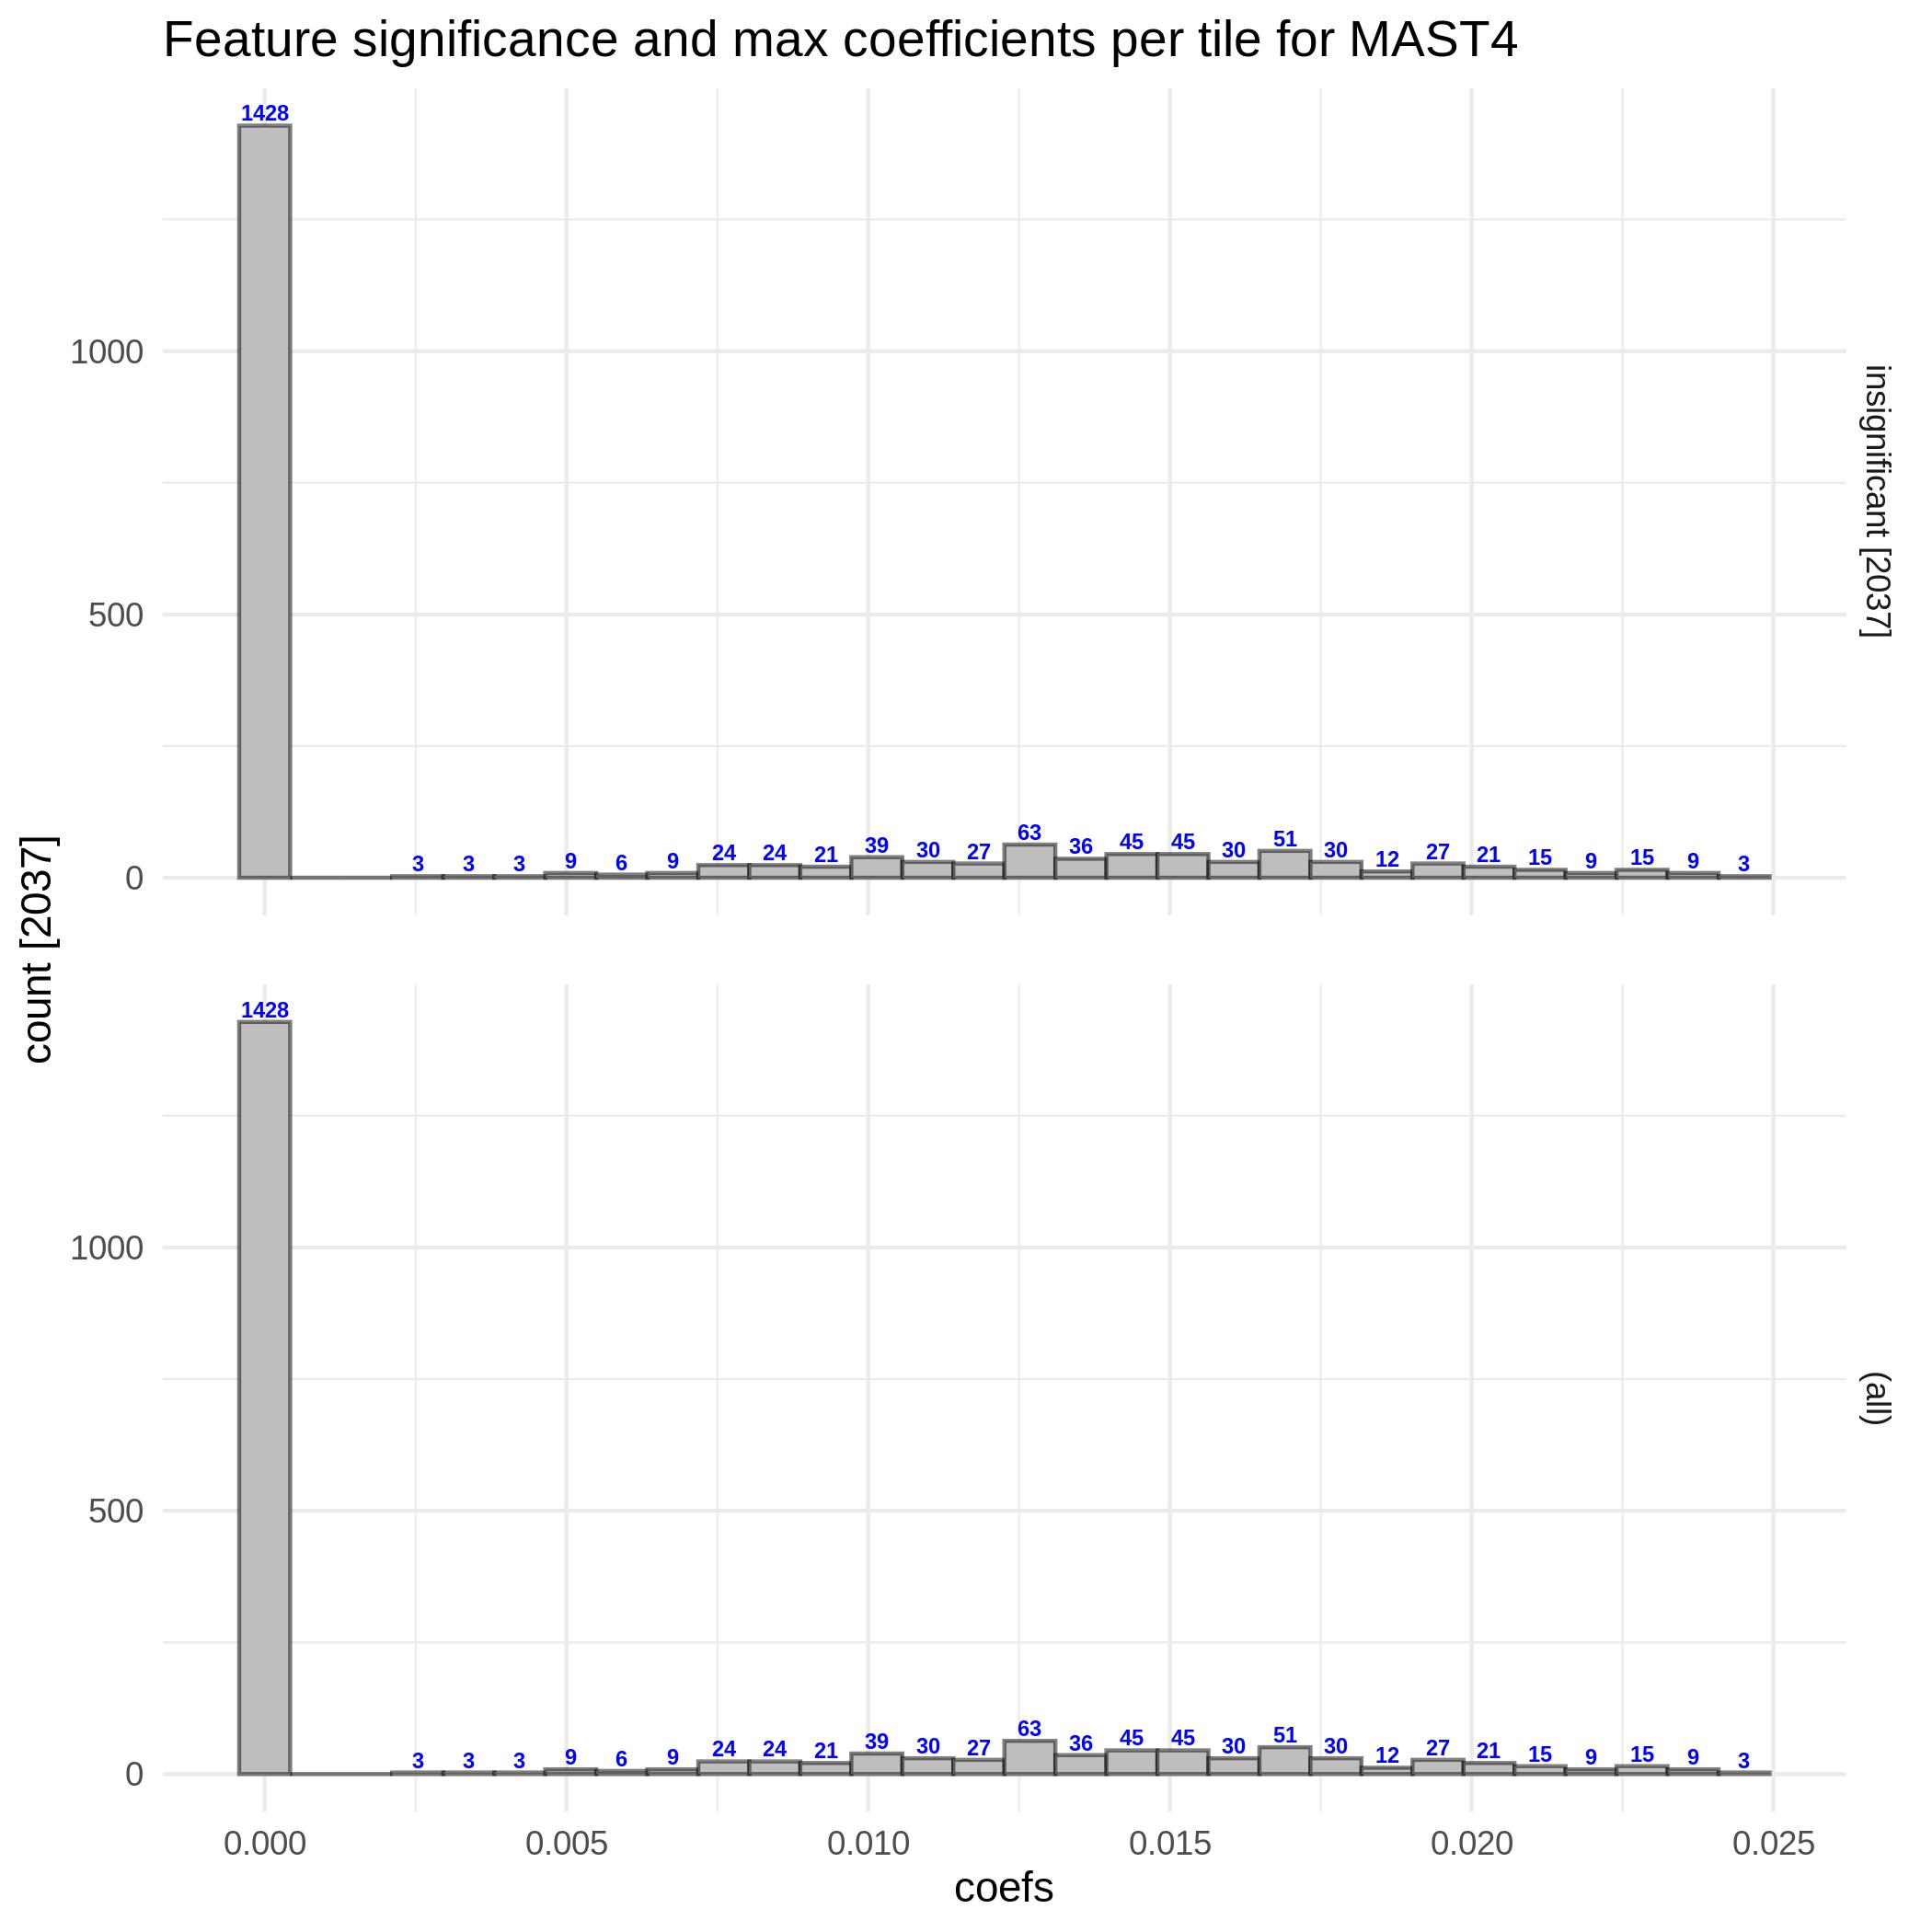 Feature significance and max coefficients per tile for MAST4
1428
1000
500
0
3 3 3 9 6 9 24 24 21 39 30 27 63 36 45 45 30 51 30 12 27 21 15 9 15 9 3
insignificant [2037]
count [2037]
1428
1000
500
0
3 3 3 9 6 9 24 24 21 39 30 27 63 36 45 45 30 51 30 12 27 21 15 9 15 9 3
(all)
0.000 0.005 0.010 0.015 0.020 0.025
coefs